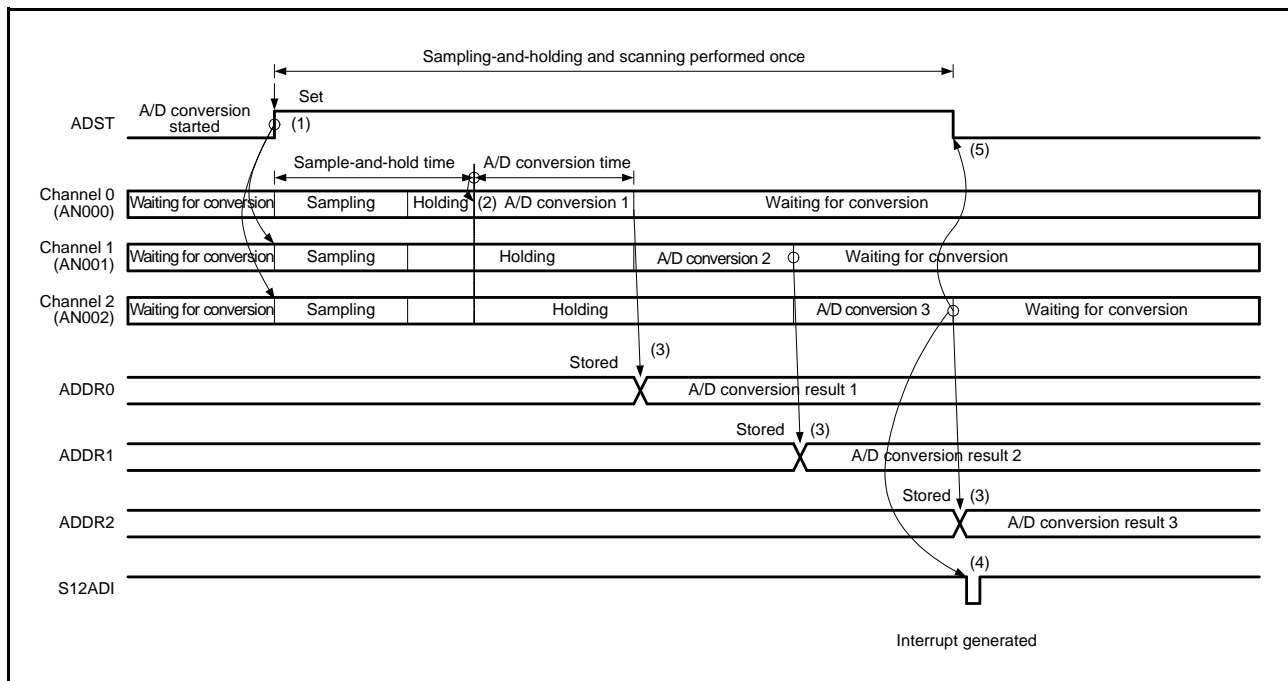 Sampling-and-holding and scanning performed once
Set
A/D conversion
started
ADST
(1)
(5)
Sample-and-hold time
A/D conversion time
Channel 0
(AN000)
Waiting for conversion
Sampling
Holding
(2)
A/D conversion 1
Waiting for conversion
Channel 1
(AN001)
Waiting for conversion
Sampling
Holding
A/D conversion 2
Waiting for conversion
Channel 2
(AN002)
Waiting for conversion
Sampling
Holding
A/D conversion 3
Waiting for conversion
Stored
(3)
ADDR0
A/D conversion result 1
Stored
(3)
ADDR1
A/D conversion result 2
Stored
(3)
ADDR2
A/D conversion result 3
(4)
S12ADI
Interrupt generated